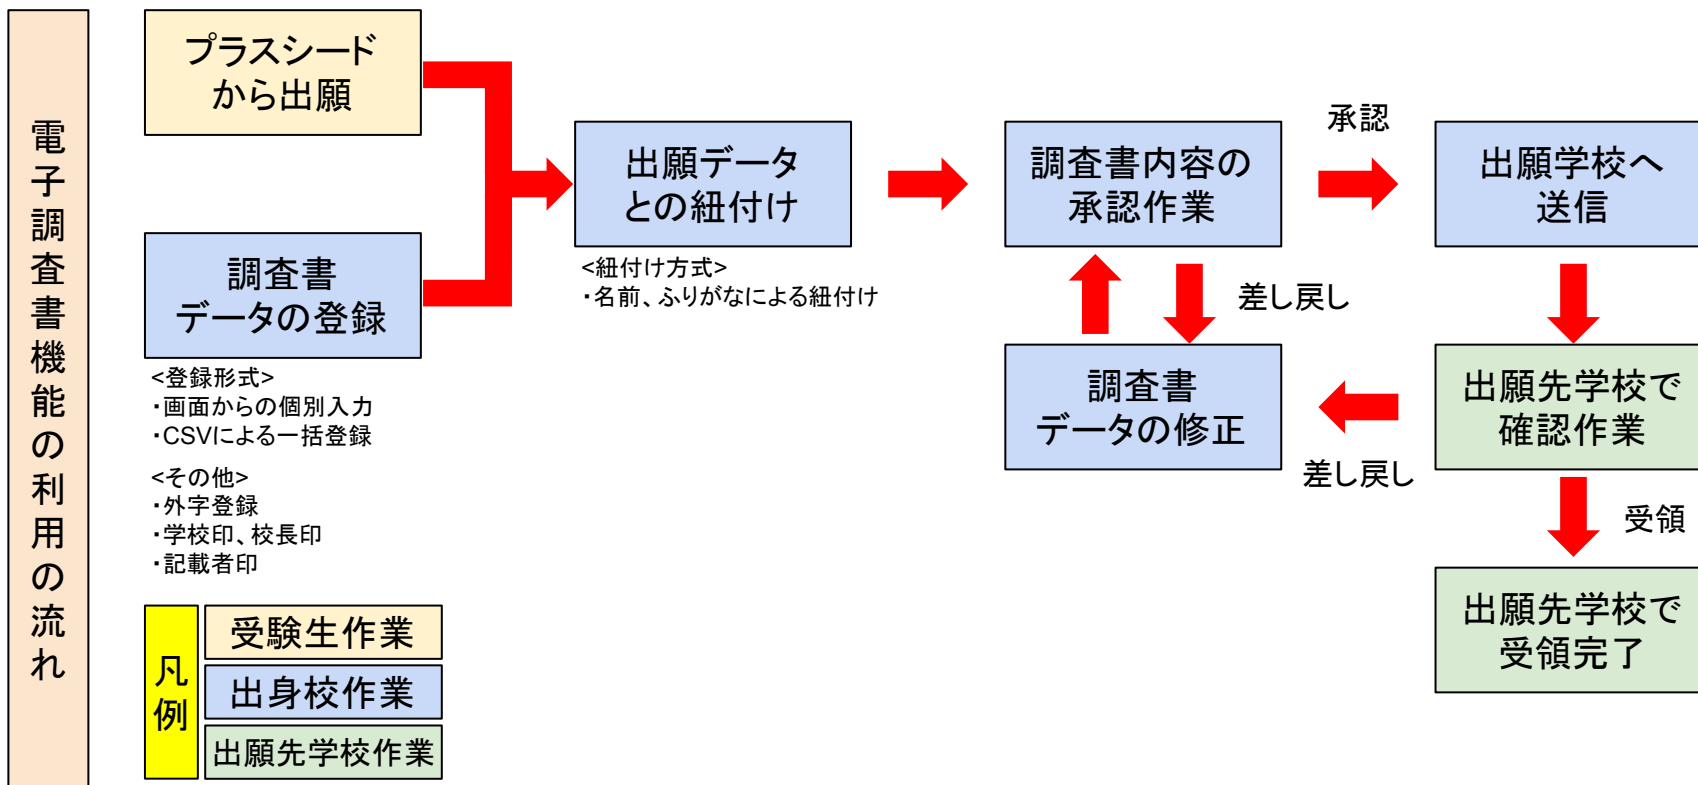 電子調査書機能の利用の流れ
プラスシード
から出願
調査書
データの登録
<登録形式>
・画面からの個別入力
・CSVによる一括登録
<その他>
・外字登録
・学校印、校長印
・記載者印
出願データ
との紐付け
<紐付け方式>
・名前、ふりがなによる紐付け
調査書内容の
承認作業
承認
出願学校へ
送信
差し戻し
調査書
データの修正
出願先学校で
確認作業
差し戻し
受領
出願先学校で
受領完了
凡例
受験生作業
出身校作業
出願先学校作業